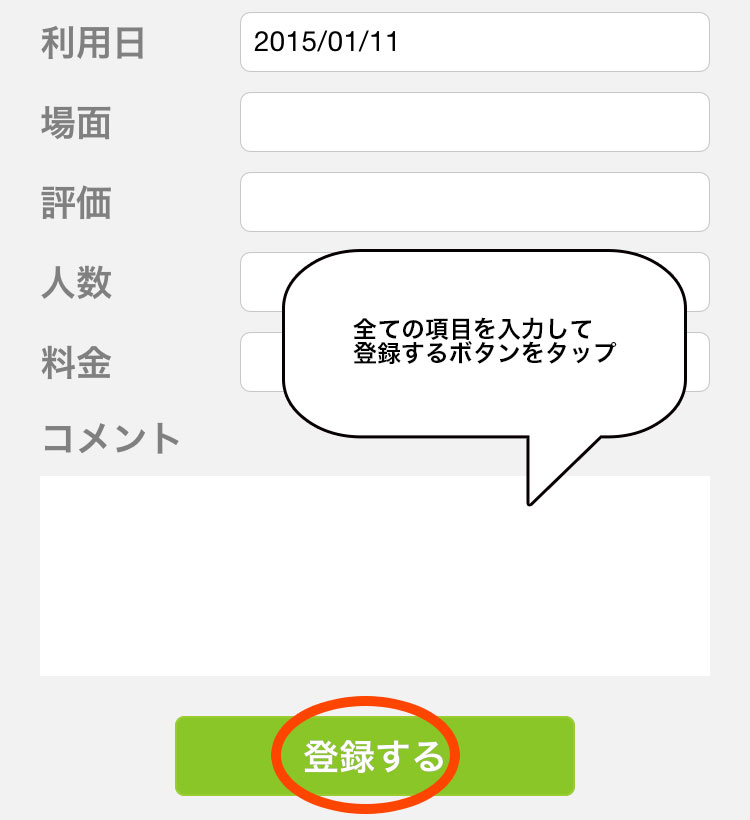 利用日 2015/01/11
場面
評価
人数
料金
全ての項目を入力して
登録するボタンをタップ
コメント
登録する